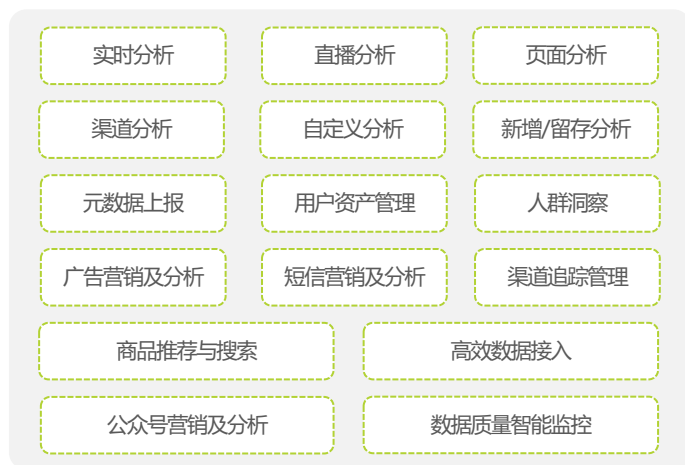 实时分析
直播分析
页面分析
渠道分析
自定义分析
新增/留存分析
元数据上报
用户资产管理
人群洞察
广告营销及分析
短信营销及分析
渠道追踪管理
商品推荐与搜索
高效数据接入
公众号营销及分析
数据质量智能监控